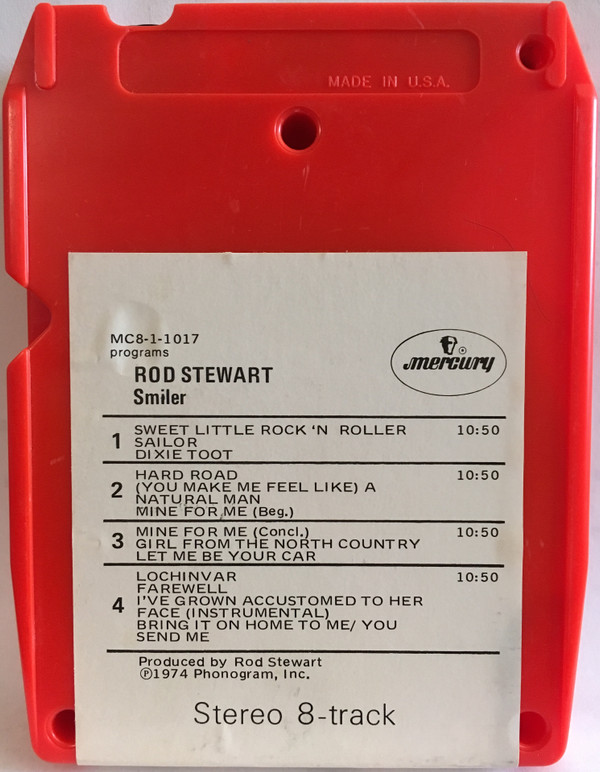 MADE IN U.S.A.
MC8-1-1017
programs
ROD STEWART
Smiler
mercury
®
1 SWEET LITTLE ROCK 'N ROLLER 10:50
SAILOR
DIXIE TOOT
2 HARD ROAD 10:50
(YOU MAKE ME FEEL LIKE) A
NATURAL MAN
MINE FOR ME (Beg.)
3 MINE FOR ME (Concl.) 10:50
GIRL FROM THE NORTH COUNTRY
LET ME BE YOUR CAR
4 LOCHINVAR 10:50
FAREWELL
I'VE GROWN ACCUSTOMED TO HER
FACE (INSTRUMENTAL)
BRING IT ON HOME TO ME/ YOU
SEND ME
Produced by Rod Stewart
℗1974 Phonogram, Inc.
Stereo 8-track